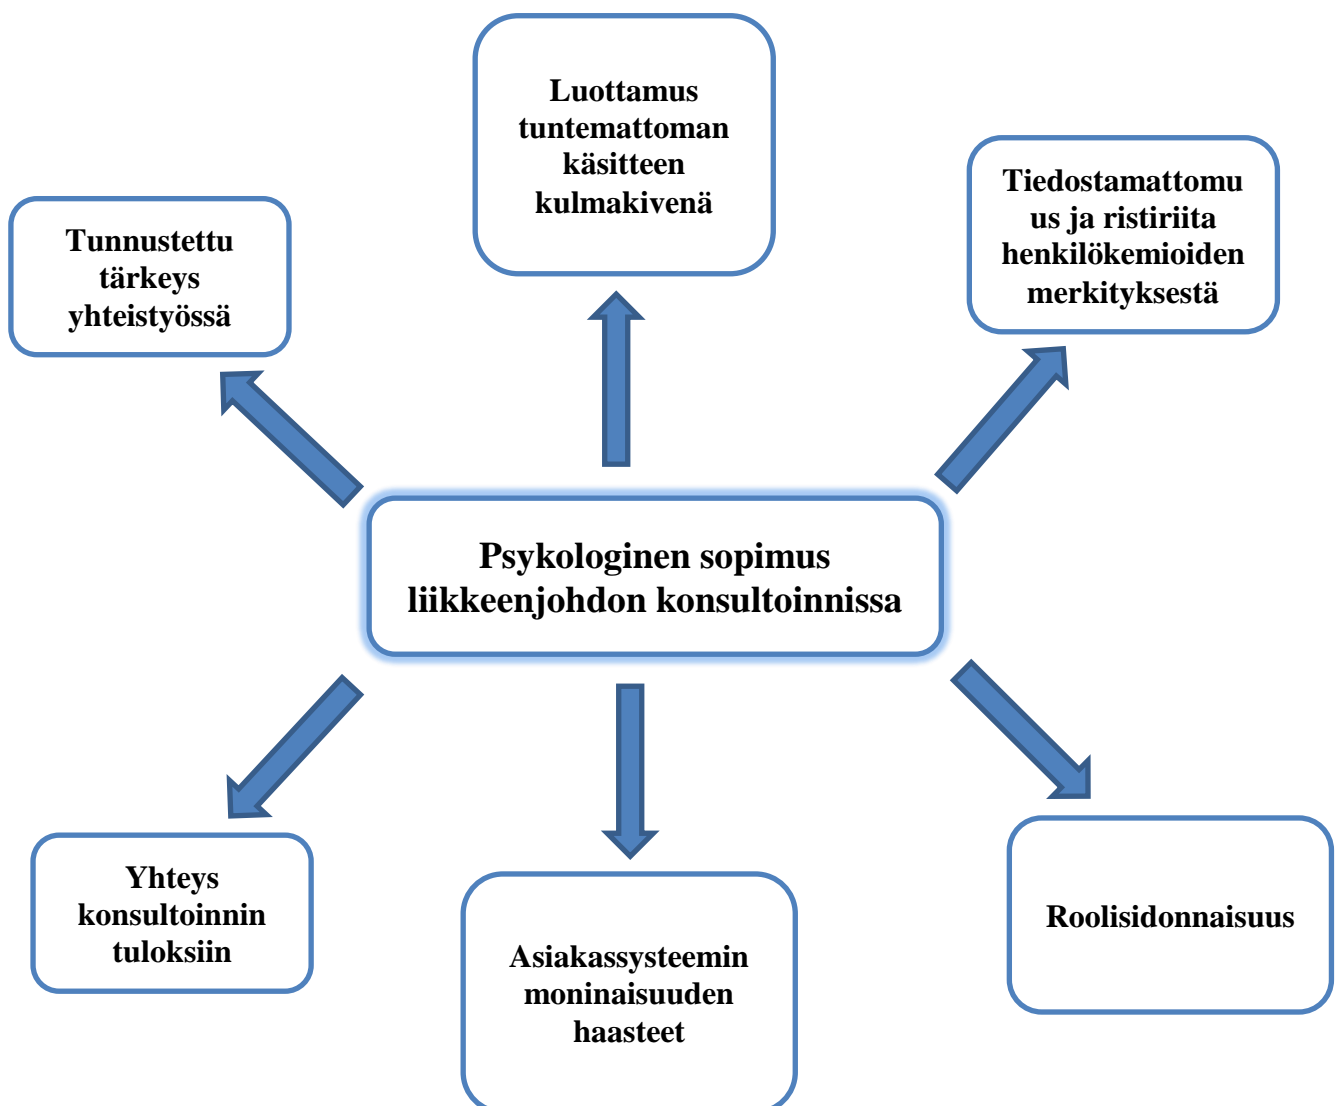 Luottamus
tuntemattoman
käsitteen
kulmakivenä
Tiedostamattomu
us ja ristiriita
henkilökemioiden
merkityksestä
Tunnustettu
tärkeys
yhteistyössä
Psykologinen sopimus
liikkeenjohdon konsultoinnissa
Yhteys
konsultoinnin
tuloksiin
Asiakassysteemin
moninaisuuden
haasteet
Roolisidonnaisuus